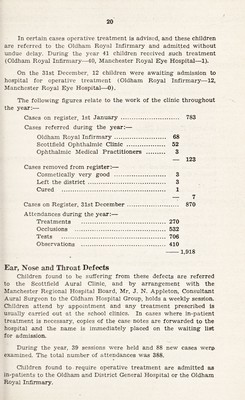 20
In certain cases operative treatment is advised, and these children
are referred to the Oldham Royal Infirmary and admitted without
undue delay. During the year 41 children received such treatment
(Oldham Royal Infirmary—40, Manchester Royal Eye Hospital—1).
On the 31st December, 12 children were awaiting admission to
hospital for operative treatment (Oldham Royal Infirmary—12,
Manchester Royal Eye Hospital—0).
The following figures relate to the work of the clinic throughout
the year:—
Cases on register, 1st January ............... 783
Cases referred during the year:—
Oldham Royal Infirmary ............ 68
Scottfield Ophthalmic Clinic ......... 52
Ophthalmic Medical Practitioners ......... 3
— 123
Cases removed from register:—
Cosmetically very good ............ 3
Left the district ............ 3
Cured ............ 1
— 7
Cases on Register, 31st December ............ 870
Attendances during the year:—
Treatments ............ 270
Occlusions ............ 532
Tests ............ 706
Observations ............ 410
— 1,918
Ear, Nose and Throat Defects
Children found to be suffering from these defects are referred
to the Scottfield Aural Clinic, and by arrangement with the
Manchester Regional Hospital Board, Mr. J. N. Appleton, Consultant
Aural Surgeon to the Oldham Hospital Group, holds a weekly session.
Children attend by appointment and any treatment prescribed is
usually carried out at the school clinics. In cases where in-patient
treatment is necessary, copies of the case notes are forwarded to the
hospital and the name is immediately placed on the waiting list
for admission.
During the year, 39 sessions were held and 88 new cases were
examined. The total number of attendances was 388.
Children found to require operative treatment are admitted as
in-patients to the Oldham and District General Hospital or the Oldham
Royal Infirmary.